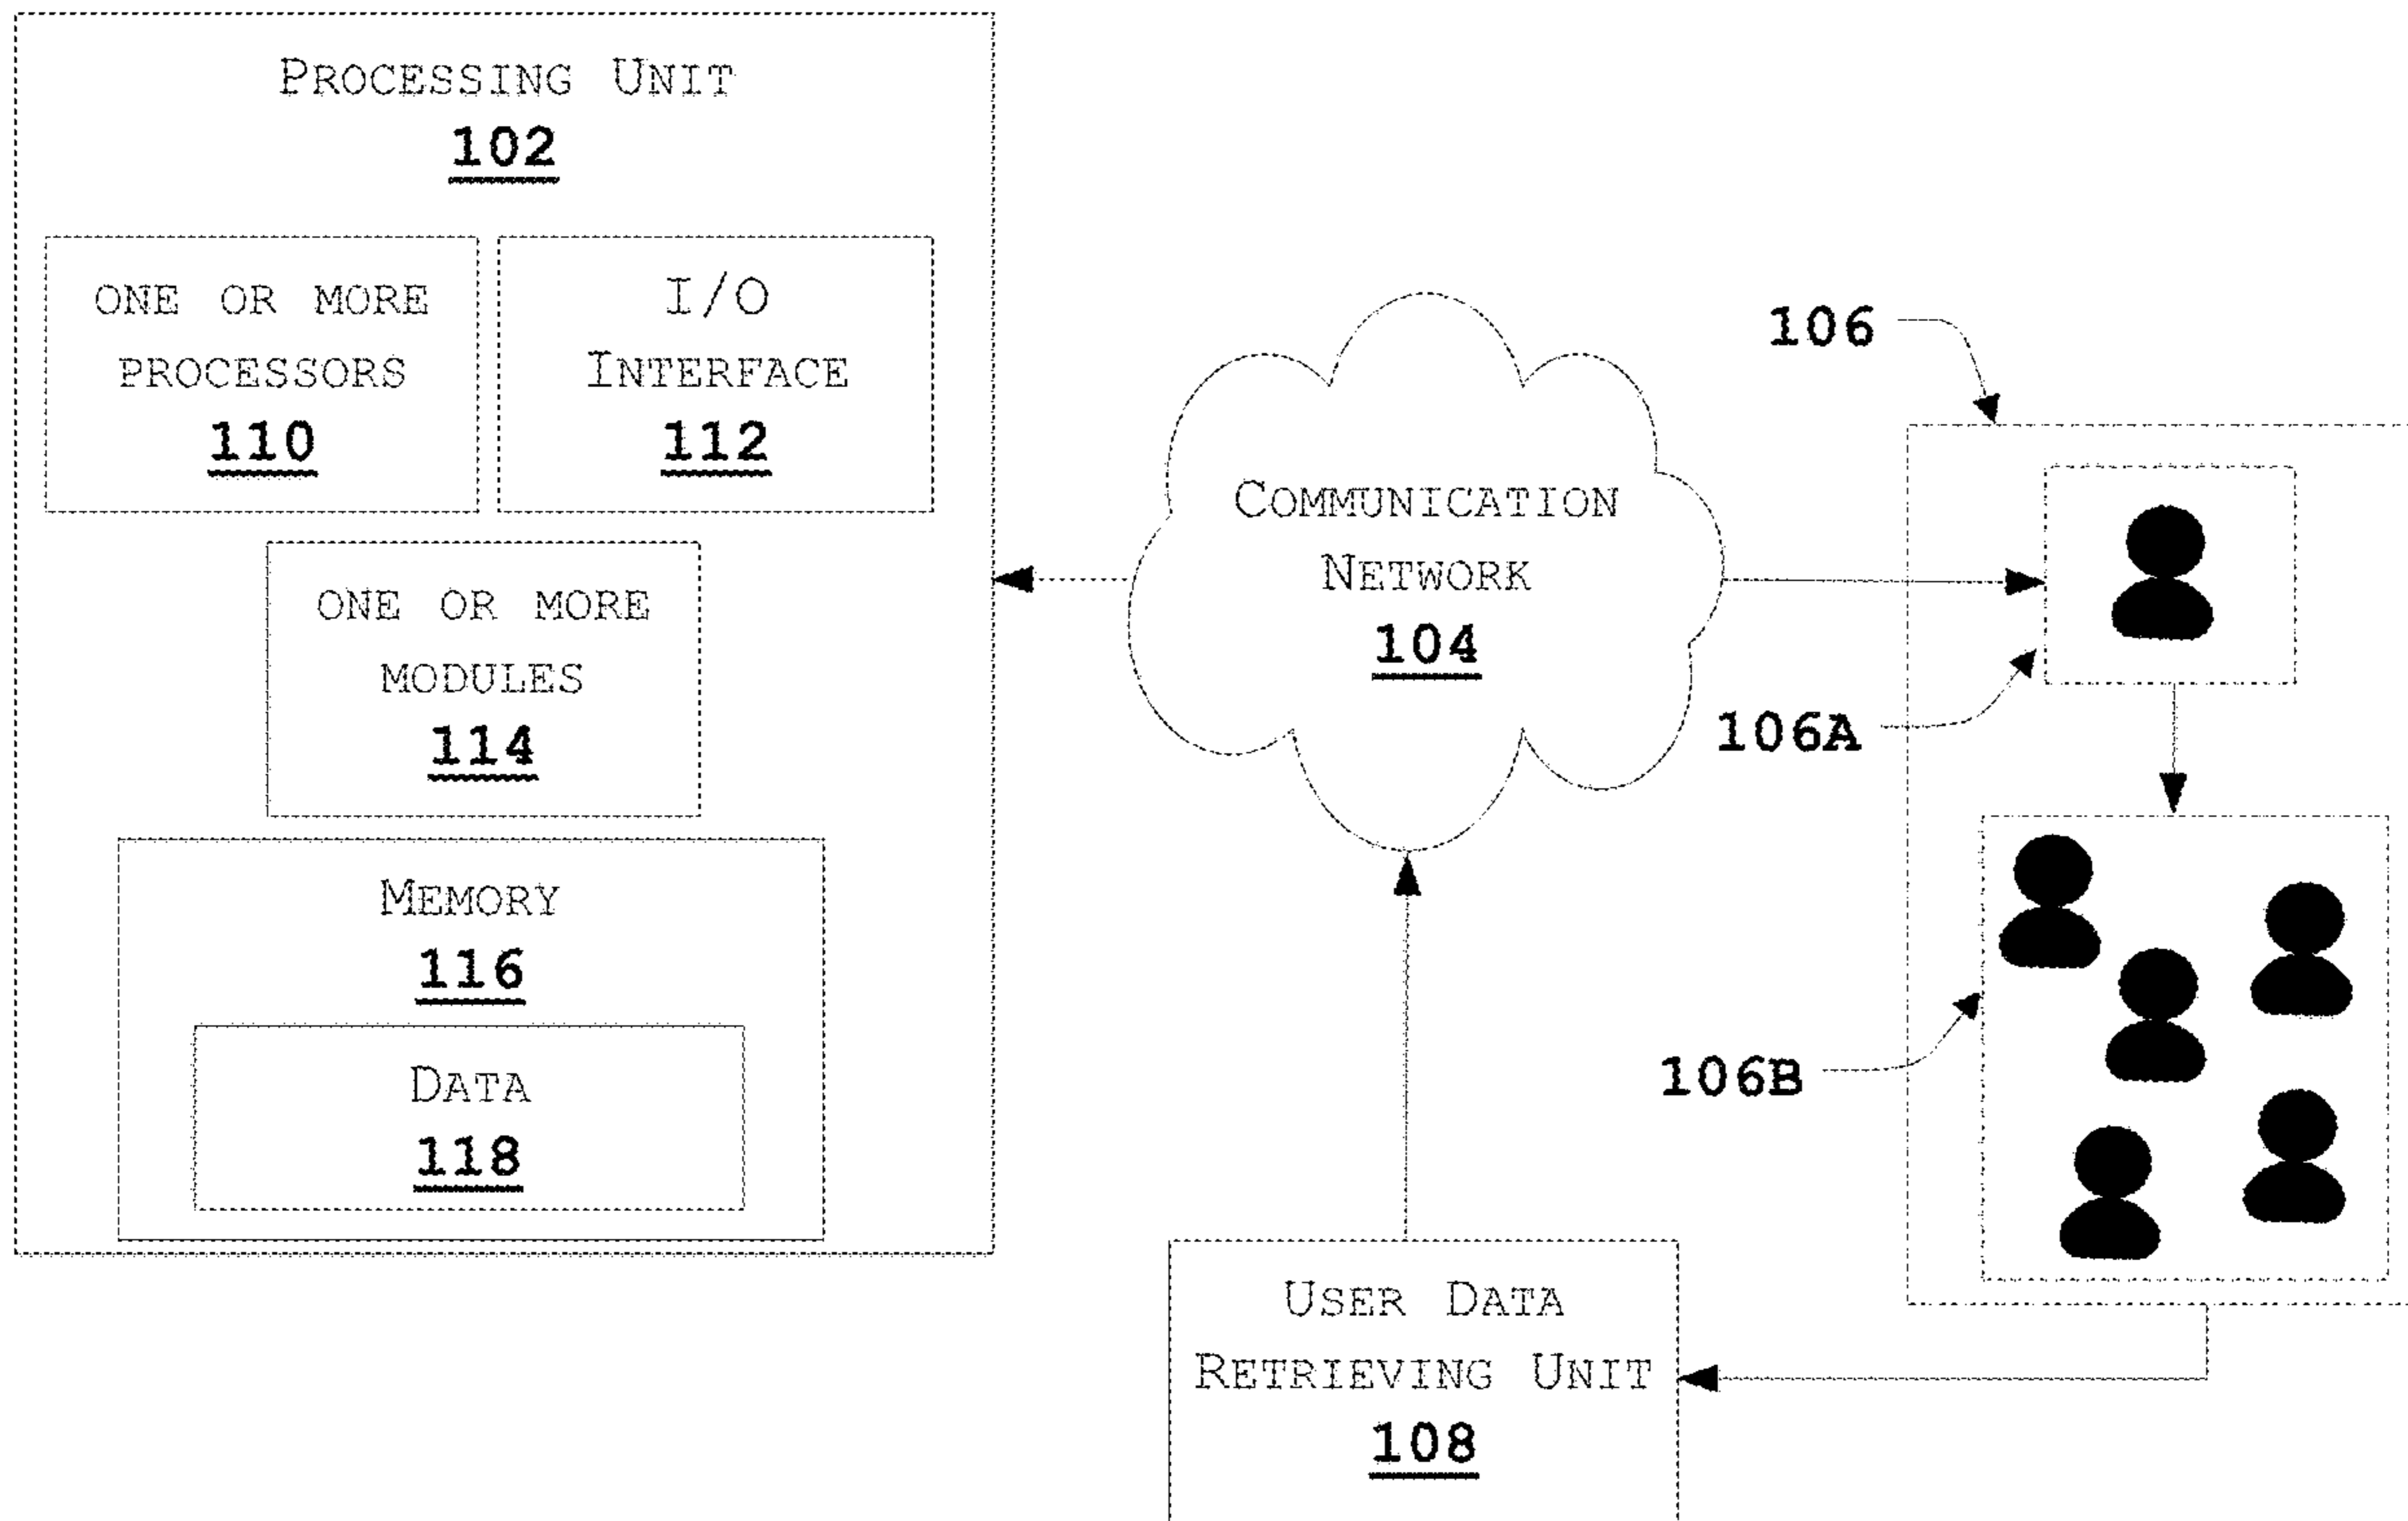 PROCESSING UNIT
102
ONE OR MORE
PROCESSORS
110
I/O
INTERFACE
112
ONE OR MORE
MODULES
114
MEMORY
116
DATA
118
COMMUNICATION
NETWORK
104
106
106A
106B
USER DATA
RETRIEVING UNIT
108